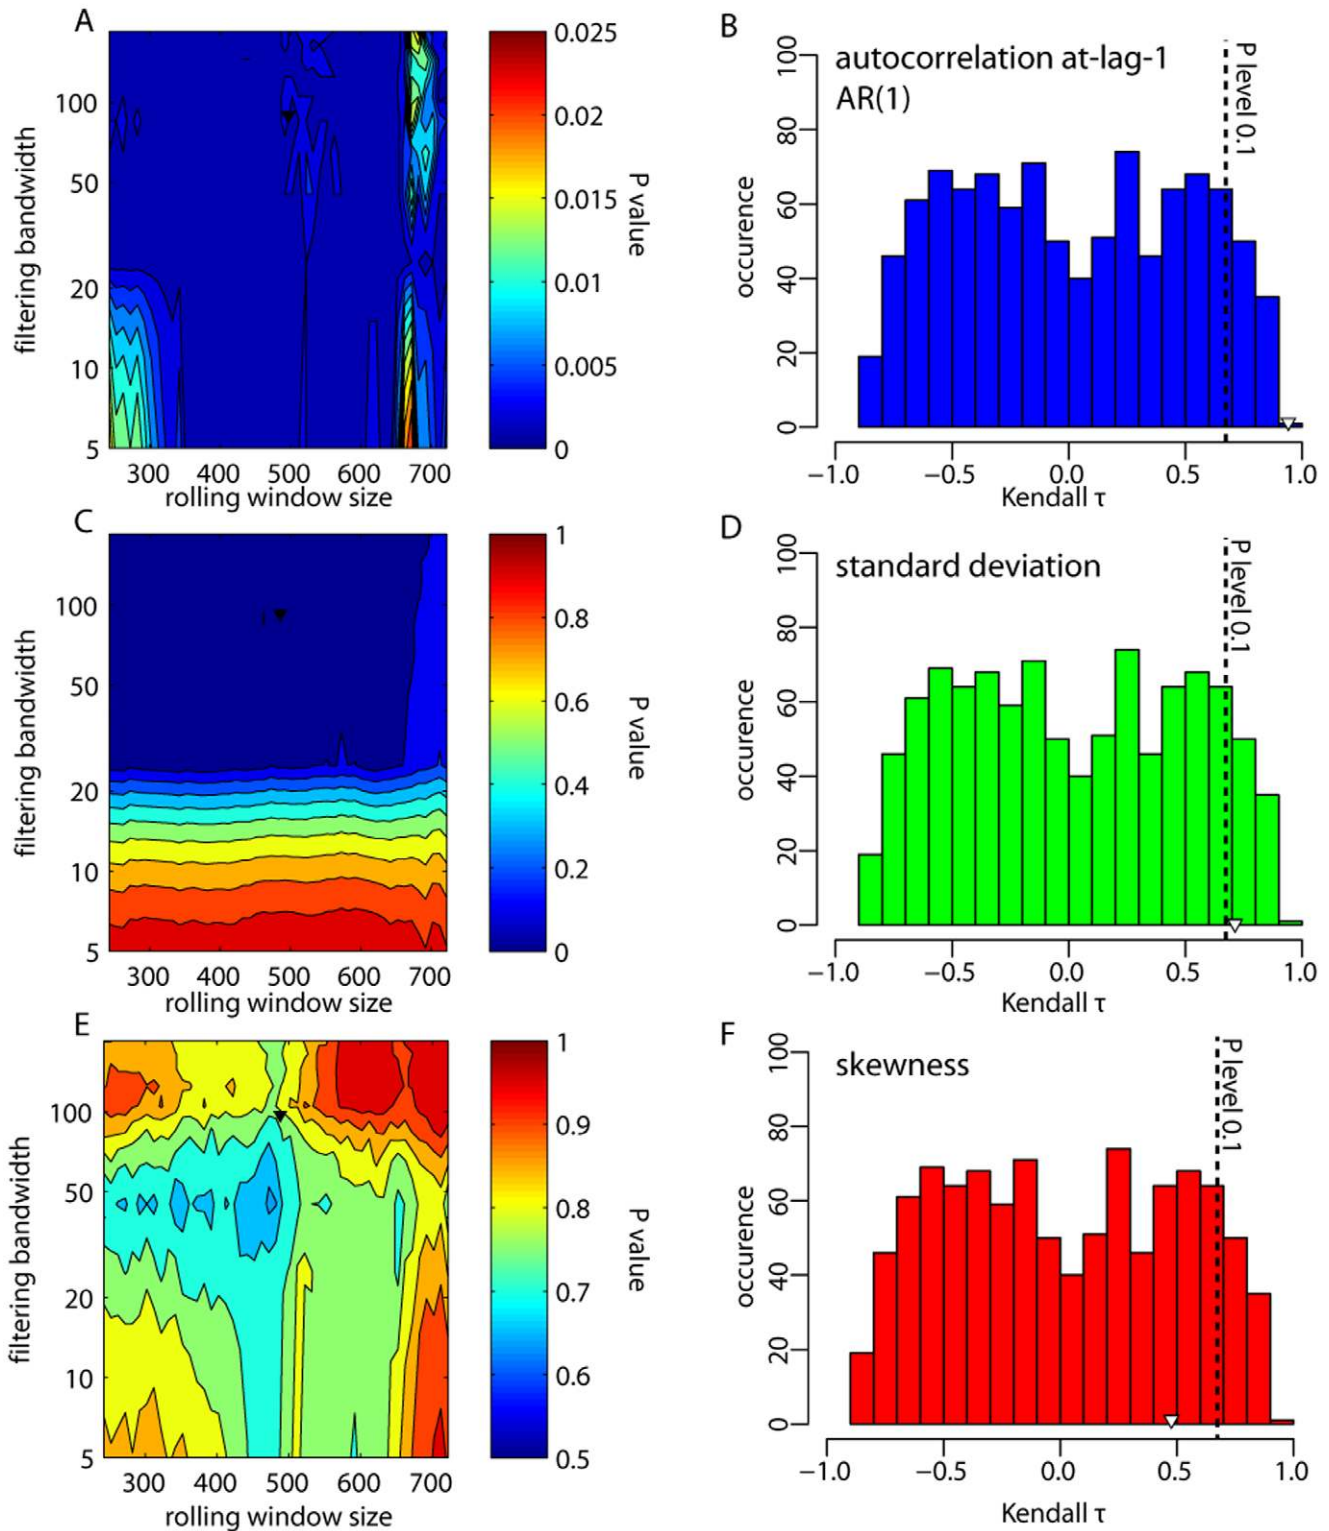 A
filtering bandwidth
100
50
20
10
5
300 400 500 600 700
rolling window size
0.025
0.02
0.015
0.01
0.005
0
P value
B
autocorrelation at-lag-1
AR(1)
P level 0.1
occurence
100
80
60
40
20
0
−1.0 −0.5 0.0 0.5 1.0
Kendall τ
C
filtering bandwidth
100
50
20
10
5
300 400 500 600 700
rolling window size
1
0.8
0.6
0.4
0.2
0
P value
D
standard deviation
P level 0.1
occurence
100
80
60
40
20
0
−1.0 −0.5 0.0 0.5 1.0
Kendall τ
E
filtering bandwidth
100
50
20
10
5
300 400 500 600 700
rolling window size
1
0.9
0.8
0.7
0.6
0.5
P value
F
skewness
P level 0.1
occurence
100
80
60
40
20
0
−1.0 −0.5 0.0 0.5 1.0
Kendall τ